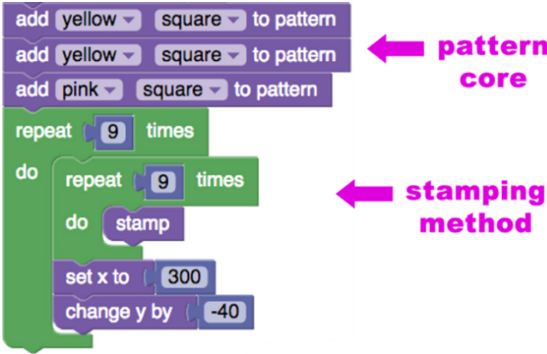 add yellow square to pattern
add yellow square to pattern
add pink square to pattern
pattern
core
repeat 9 times
do repeat 9 times
do stamp
stamping
method
set x to 300
change y by -40